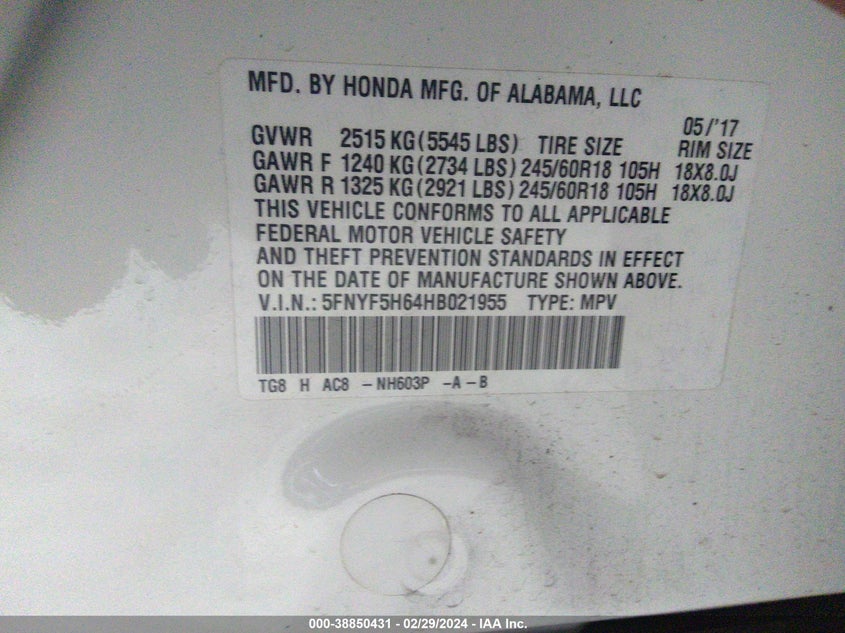 MFD. BY HONDA MFG. OF ALABAMA, LLC
05/'17
GVWR 2515 KG (5545 LBS) TIRE SIZE RIM SIZE
GAWR F 1240 KG (2734 LBS) 245/60R18 105H 18X8.0J
GAWR R 1325 KG (2921 LBS) 245/60R18 105H 18X8.0J
THIS VEHICLE CONFORMS TO ALL APPLICABLE
FEDERAL MOTOR VEHICLE SAFETY
AND THEFT PREVENTION STANDARDS IN EFFECT
ON THE DATE OF MANUFACTURE SHOWN ABOVE.
V.I.N.: 5FNYF5H64HB021955 TYPE: MPV
TG8 H AC8 -NH603P -A-B
000-38850431 - 02/29/2024 - IAA Inc.